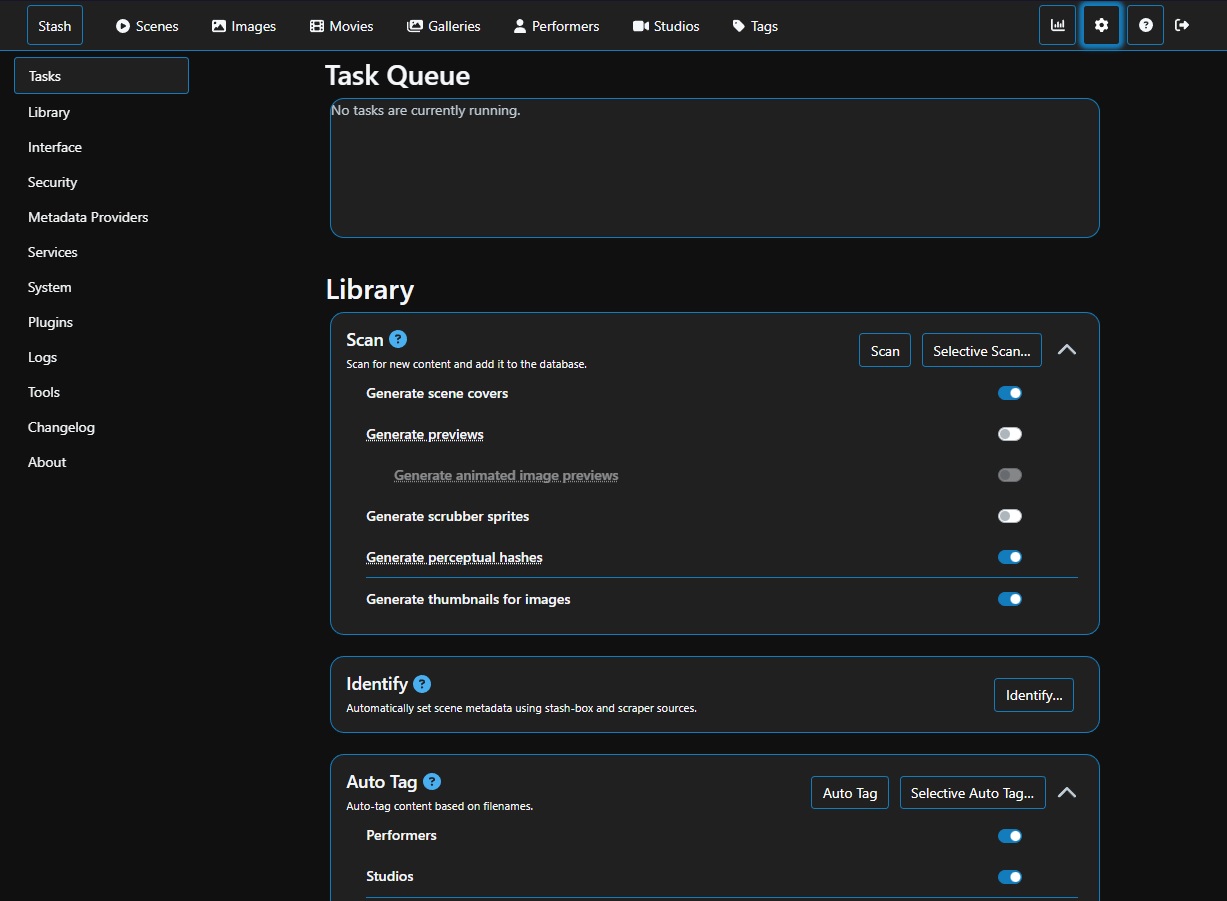 Stash Scenes Images Movies Galleries Performers Studios Tags
Tasks
Library
Interface
Security
Metadata Providers
Services
System
Plugins
Logs
Tools
Changelog
About
Task Queue
No tasks are currently running.
Library
Scan ?
Scan for new content and add it to the database.
Scan Selective Scan...
Generate scene covers
Generate previews
Generate animated image previews
Generate scrubber sprites
Generate perceptual hashes
Generate thumbnails for images
Identify ?
Automatically set scene metadata using stash-box and scraper sources.
Identify...
Auto Tag ?
Auto-tag content based on filenames.
Auto Tag Selective Auto Tag...
Performers
Studios